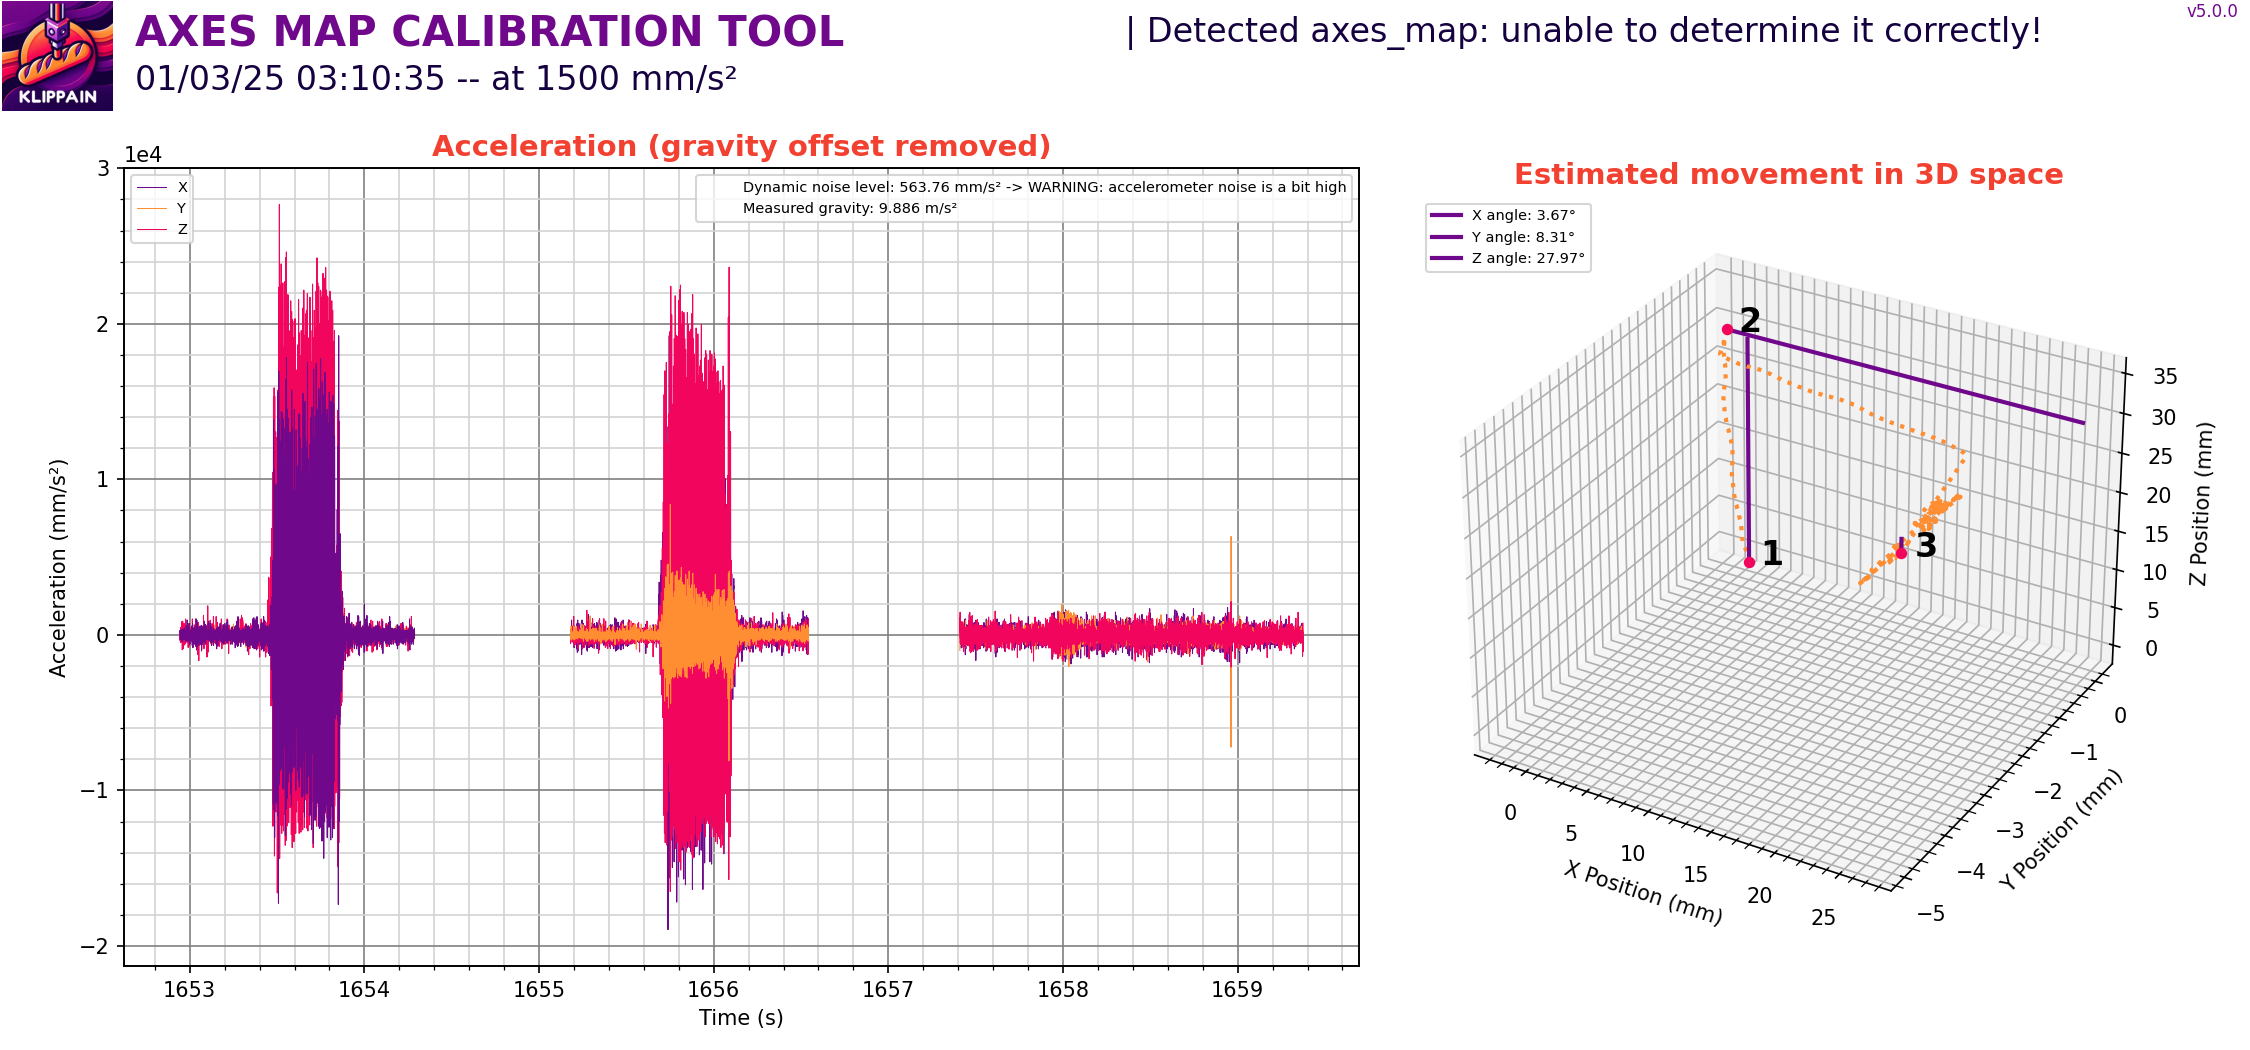 AXES MAP CALIBRATION TOOL
| Detected axes_map: unable to determine it correctly!
v5.0.0
01/03/25 03:10:35 -- at 1500 mm/s²
KLIPPAIN
Acceleration (gravity offset removed)
1e4
X
Y
Z
Dynamic noise level: 563.76 mm/s² -> WARNING: accelerometer noise is a bit high
Measured gravity: 9.886 m/s²
3
2
1
0
−1
−2
Acceleration (mm/s²)
1653 1654 1655 1656 1657 1658 1659
Time (s)
Estimated movement in 3D space
X angle: 3.67°
Y angle: 8.31°
Z angle: 27.97°
2
1
3
35
30
25
20
15
10
5
0
Z Position (mm)
0
−1
−2
−3
−4
−5
Y Position (mm)
0
5
10
15
20
25
X Position (mm)